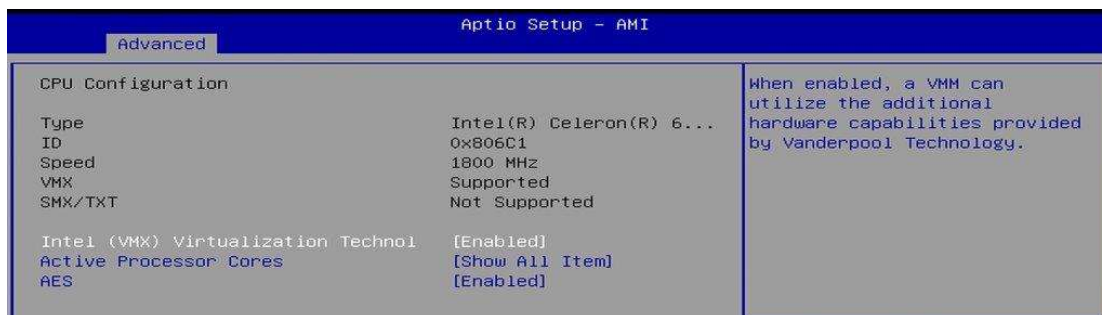 Aptio Setup – AMI
Advanced
CPU Configuration
Type Intel(R) Celeron(R) 6...
ID 0x806C1
Speed 1800 MHz
VMX Supported
SMX/TXT Not Supported
Intel (VMX) Virtualization Technol [Enabled]
Active Processor Cores [Show All Item]
AES [Enabled]
When enabled, a VMM can
utilize the additional
hardware capabilities provided
by Vanderpool Technology.